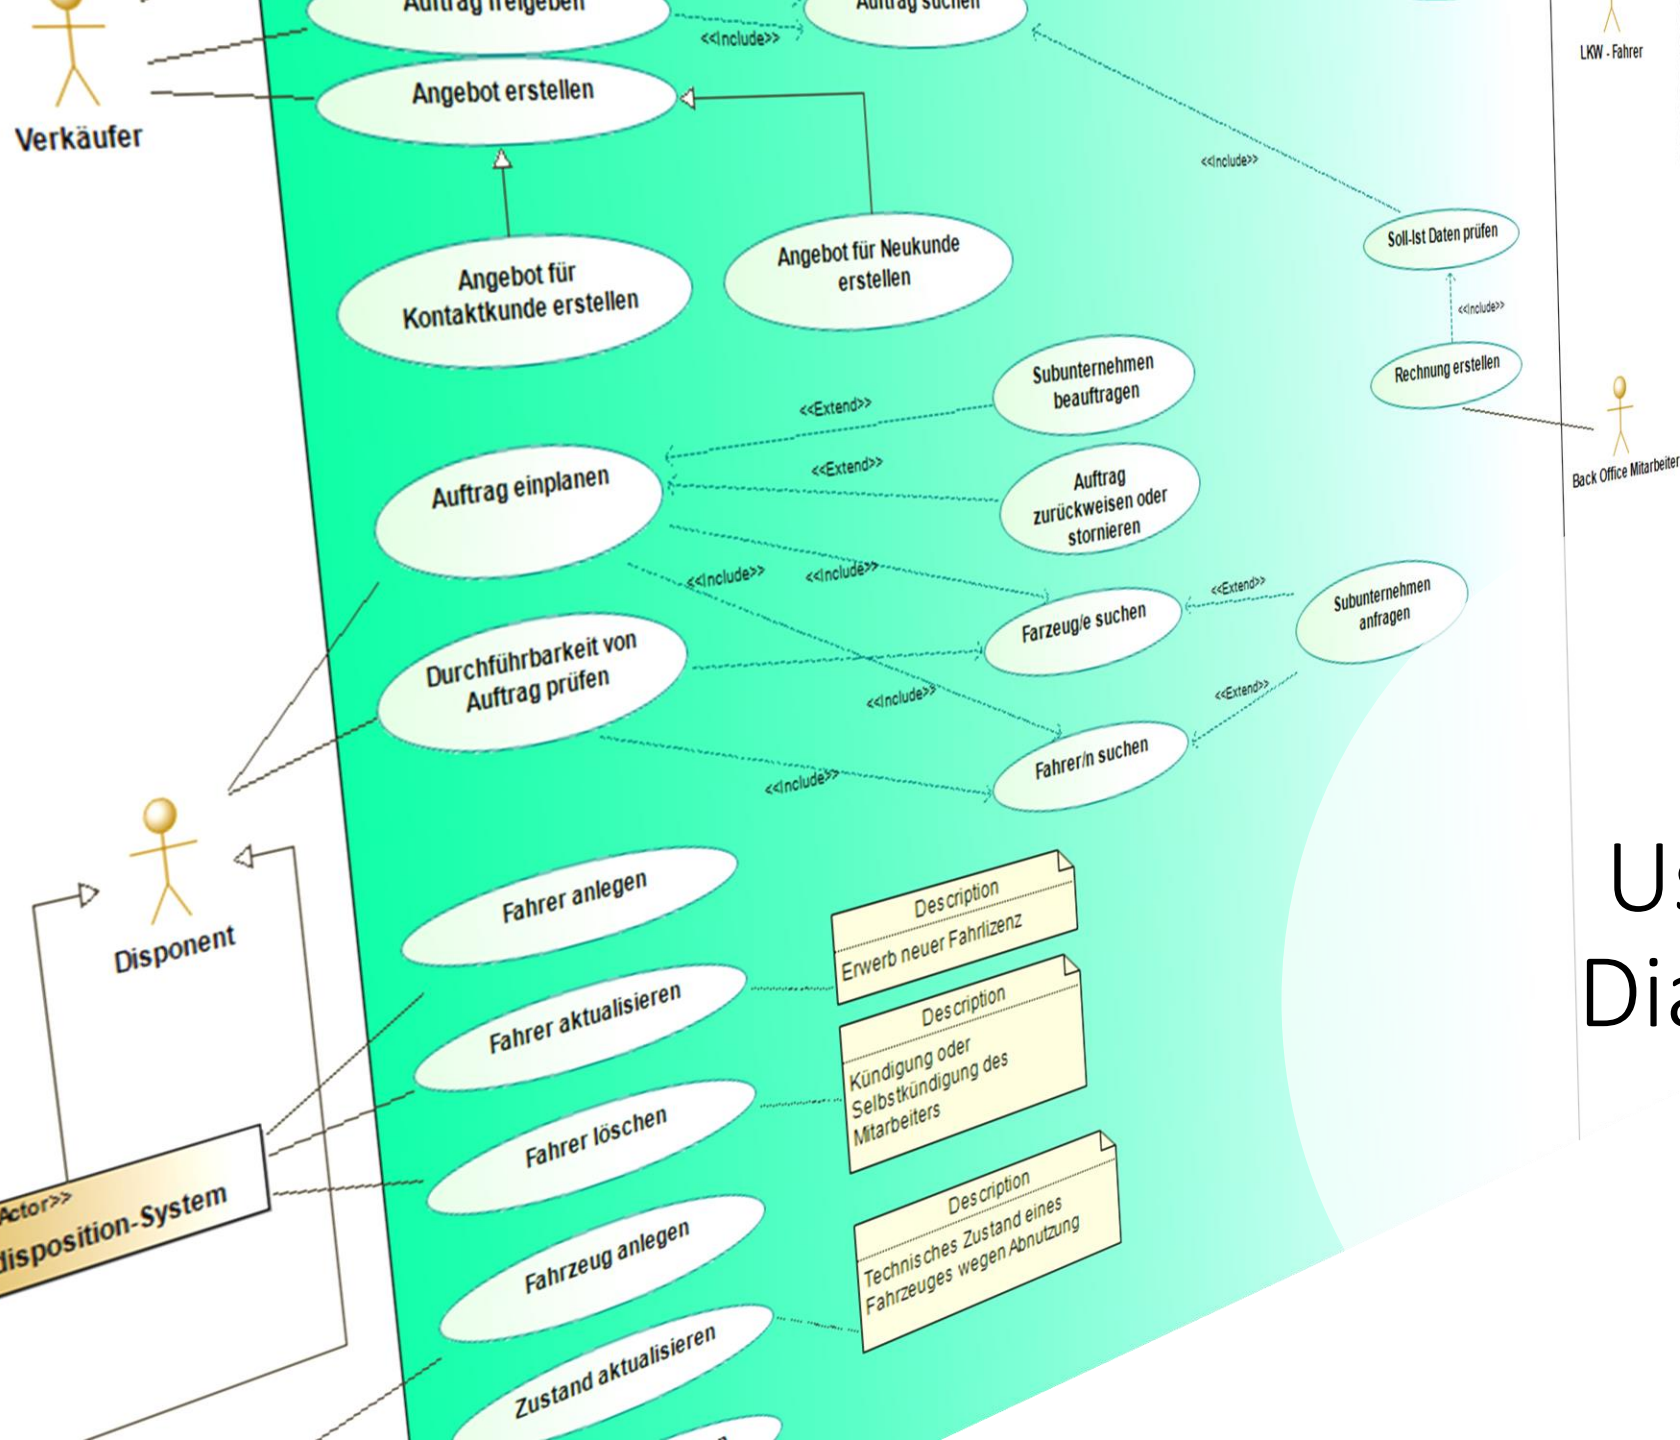 Auftrag freigeben
Auftrag suchen
<<Include>>
LKW - Fahrer
Angebot erstellen
Verkäufer
<<Include>>
Soll-Ist Daten prüfen
Angebot für Neukunde
erstellen
Angebot für
Kontaktkunde erstellen
<<Include>>
Rechnung erstellen
Subunternehmen
beauftragen
<<Extend>>
Back Office Mitarbeiter
Auftrag einplanen
<<Extend>>
Auftrag
zurückweisen oder
stornieren
<<Include>>
<<Include>>
<<Extend>>
Subunternehmen
anfragen
Farzeug/e suchen
Durchführbarkeit von
Auftrag prüfen
<<Include>>
<<Extend>>
Fahrer/n suchen
<<Include>>
Disponent
Fahrer anlegen
Description
Erwerb neuer Fahrlizenz
Fahrer aktualisieren
Description
Kündigung oder
Selbstkündigung des
Mitarbeiters
Fahrer löschen
Actor>>
disposition-System
Description
Technisches Zustand eines
Fahrzeuges wegen Abnutzung
Fahrzeug anlegen
Zustand aktualisieren
Us
Dia